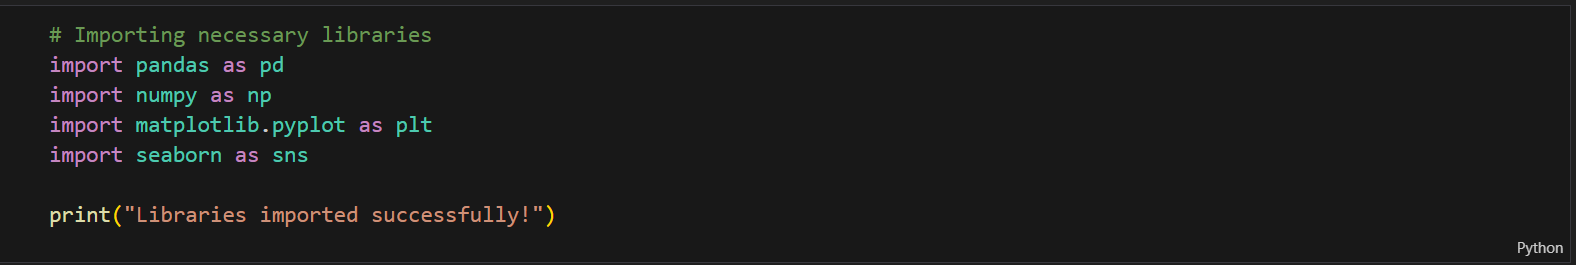 # Importing necessary libraries
import pandas as pd
import numpy as np
import matplotlib.pyplot as plt
import seaborn as sns
print("Libraries imported successfully!")
Python